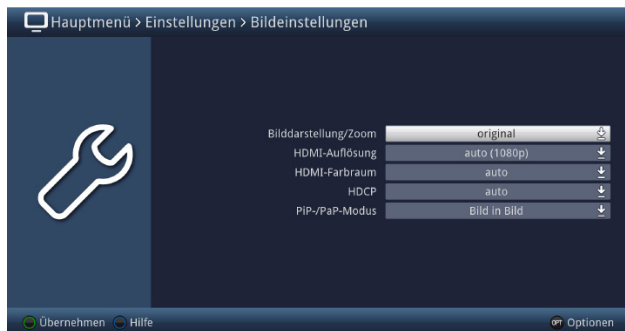 Hauptmenü > Einstellungen > Bildeinstellungen
Bilddarstellung/Zoom original
HDMI-Auflösung auto (1080p)
HDMI-Farbraum auto
HDCP auto
PiP-/PaP-Modus Bild in Bild
Übernehmen Hilfe OPT Optionen